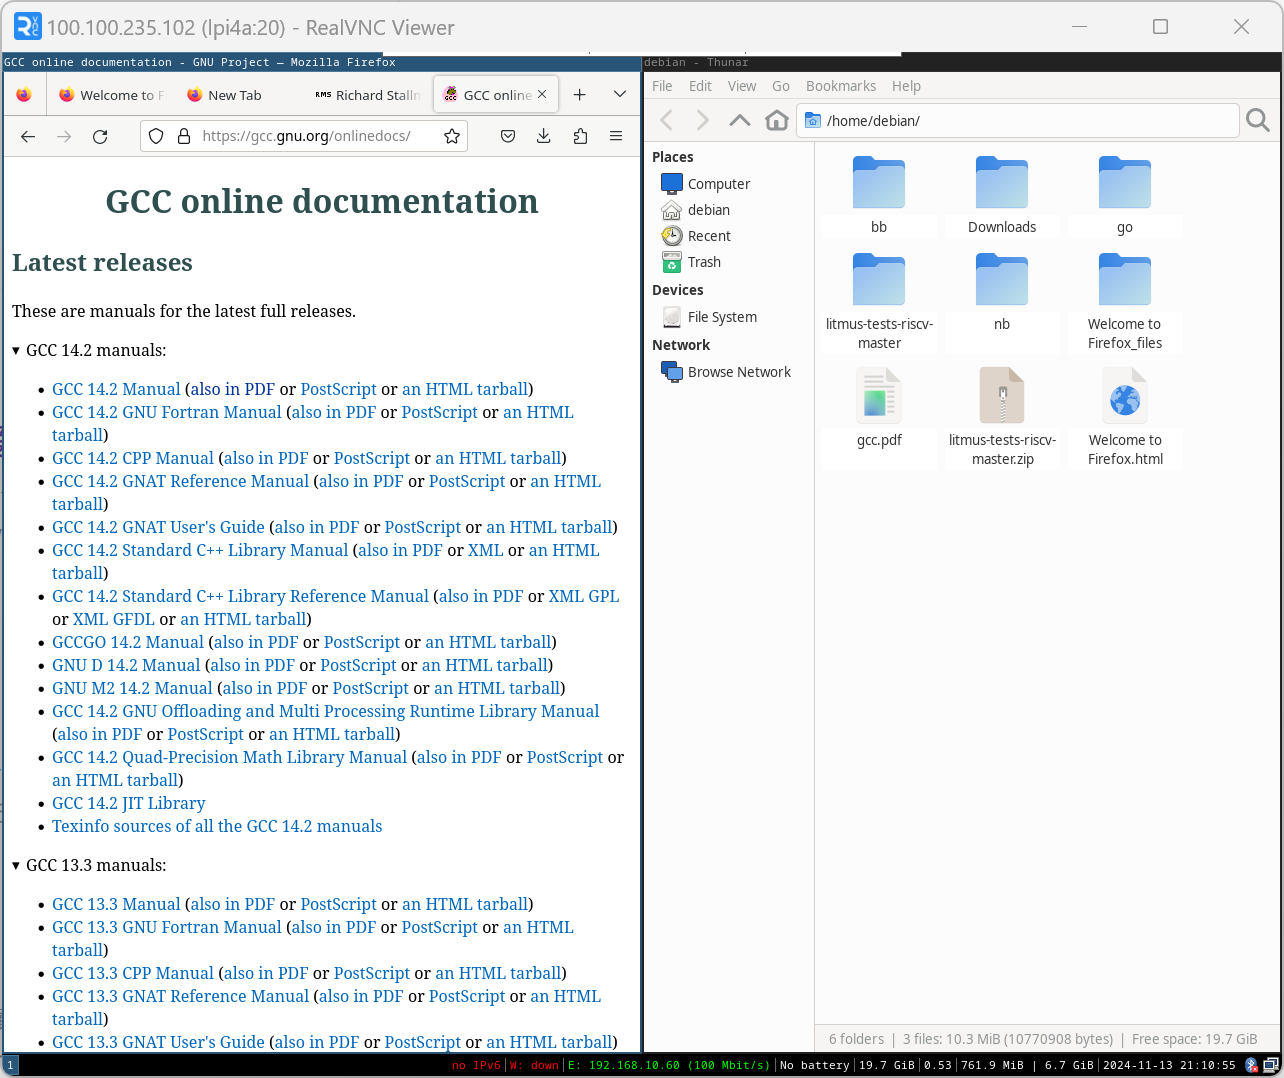 100.100.235.102 (lpi4a:20) - RealVNC Viewer
GCC online documentation - GNU Project — Mozilla Firefox
Welcome to F
New Tab
RMS Richard Stalln
GCC online
https://gcc.gnu.org/onlinedocs/
GCC online documentation
Latest releases
These are manuals for the latest full releases.
GCC 14.2 manuals:
GCC 14.2 Manual (also in PDF or PostScript or an HTML tarball)
GCC 14.2 GNU Fortran Manual (also in PDF or PostScript or an HTML
tarball)
GCC 14.2 CPP Manual (also in PDF or PostScript or an HTML tarball)
GCC 14.2 GNAT Reference Manual (also in PDF or PostScript or an HTML
tarball)
GCC 14.2 GNAT User's Guide (also in PDF or PostScript or an HTML tarball)
GCC 14.2 Standard C++ Library Manual (also in PDF or XML or an HTML
tarball)
GCC 14.2 Standard C++ Library Reference Manual (also in PDF or XML GPL
or XML GFDL or an HTML tarball)
GCCGO 14.2 Manual (also in PDF or PostScript or an HTML tarball)
GNU D 14.2 Manual (also in PDF or PostScript or an HTML tarball)
GNU M2 14.2 Manual (also in PDF or PostScript or an HTML tarball)
GCC 14.2 GNU Offloading and Multi Processing Runtime Library Manual
(also in PDF or PostScript or an HTML tarball)
GCC 14.2 Quad-Precision Math Library Manual (also in PDF or PostScript or
an HTML tarball)
GCC 14.2 JIT Library
Texinfo sources of all the GCC 14.2 manuals
GCC 13.3 manuals:
GCC 13.3 Manual (also in PDF or PostScript or an HTML tarball)
GCC 13.3 GNU Fortran Manual (also in PDF or PostScript or an HTML
tarball)
GCC 13.3 CPP Manual (also in PDF or PostScript or an HTML tarball)
GCC 13.3 GNAT Reference Manual (also in PDF or PostScript or an HTML
tarball)
GCC 13.3 GNAT User's Guide (also in PDF or PostScript or an HTML tarball)
debian - Thunar
File Edit View Go Bookmarks Help
/home/debian/
Places
Computer
debian
Recent
Trash
Devices
File System
Network
Browse Network
bb
Downloads
go
litmus-tests-riscv-
master
nb
Welcome to
Firefox_files
gcc.pdf
litmus-tests-riscv-
master.zip
Welcome to
Firefox.html
6 folders | 3 files: 10.3 MiB (10770908 bytes) | Free space: 19.7 GiB
1
no IPv6|W: down|E: 192.168.10.60 (100 Mbit/s)|No battery|19.7 GiB|0.53|761.9 MiB | 6.7 GiB|2024-11-13 21:10:55